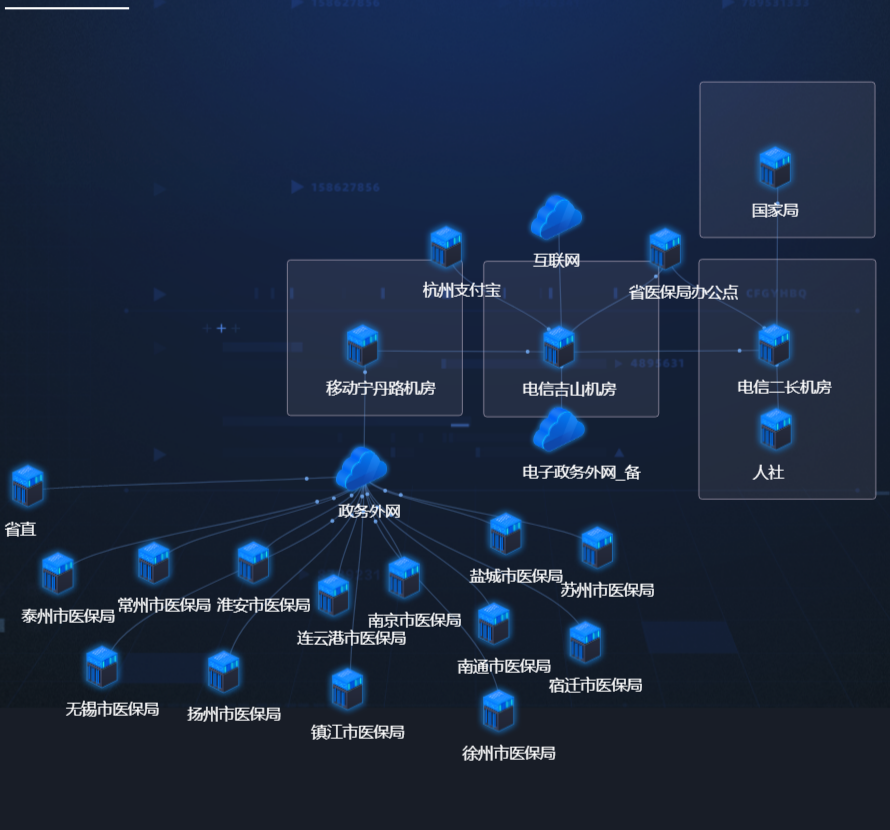 158627856
国家局
互联网
杭州支付宝
省医保局办公点
CFGYHBQ
4895631
移动宁丹路机房
电信吉山机房
电信二长机房
电子政务外网_备
人社
政务外网
省直
盐城市医保局
苏州市医保局
泰州市医保局
常州市医保局
淮安市医保局
南京市医保局
连云港市医保局
南通市医保局
宿迁市医保局
无锡市医保局
扬州市医保局
镇江市医保局
徐州市医保局